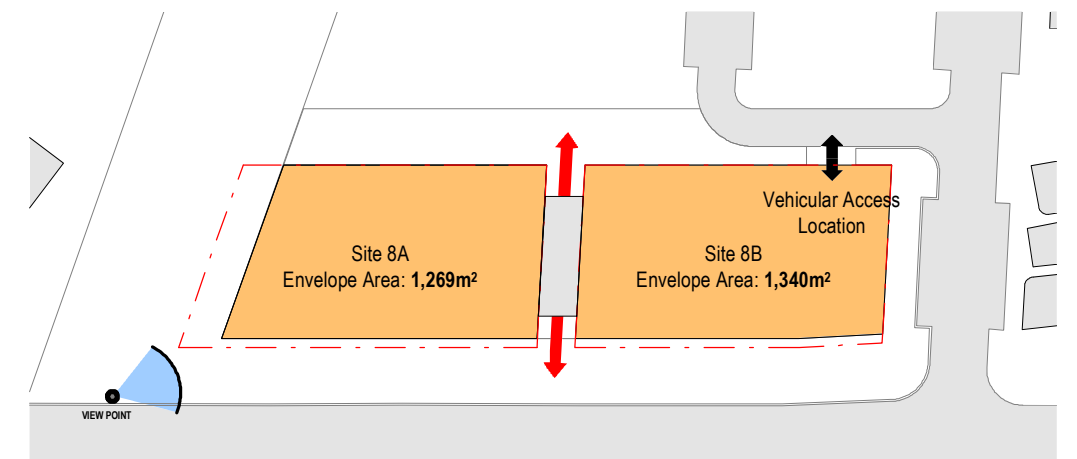 Vehicular Access
Location
Site 8A
Envelope Area: 1,269m²
Site 8B
Envelope Area: 1,340m²
VIEW POINT